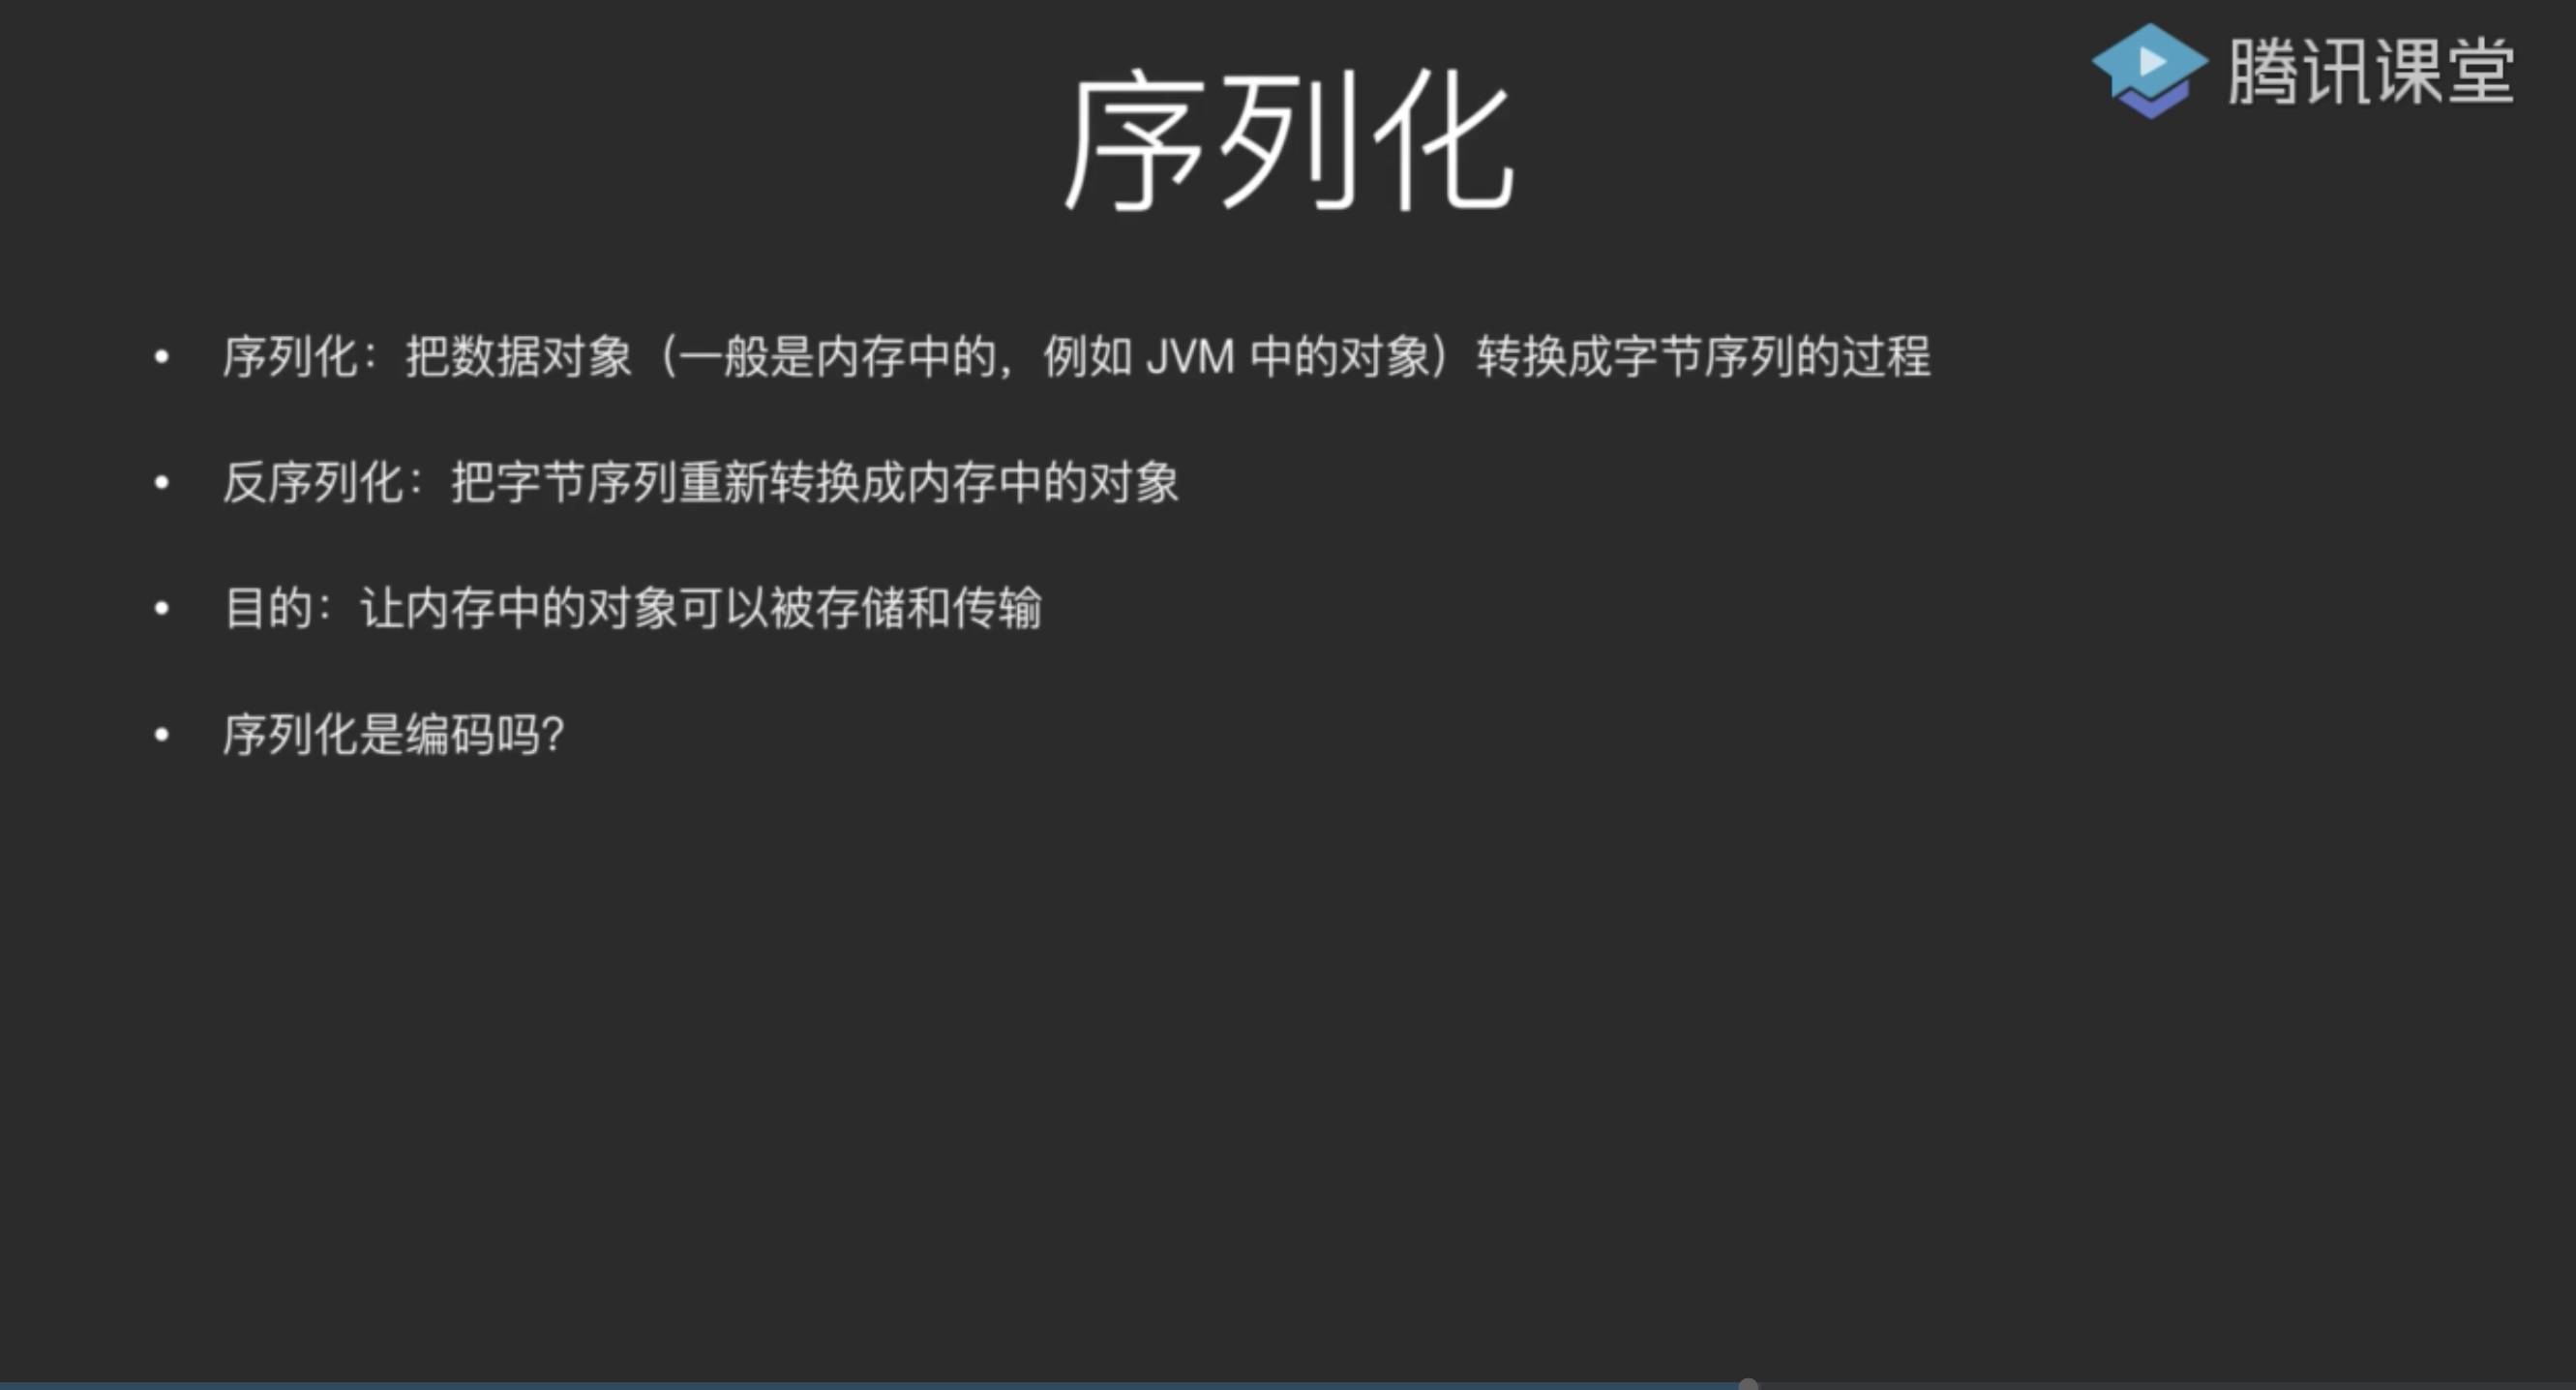 腾讯课堂
序列化
• 序列化：把数据对象（一般是内存中的，例如 JVM 中的对象）转换成字节序列的过程
• 反序列化：把字节序列重新转换成内存中的对象
• 目的：让内存中的对象可以被存储和传输
• 序列化是编码吗？